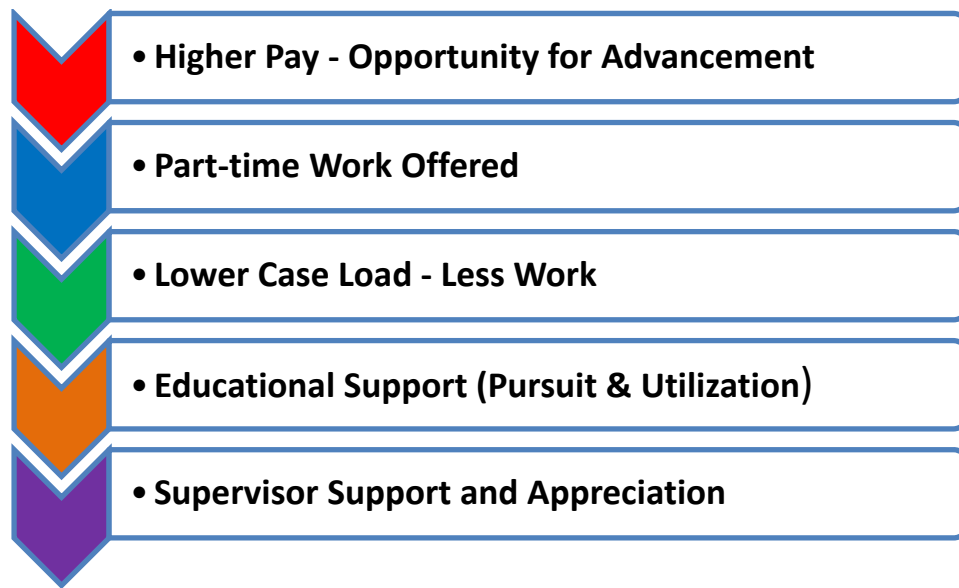 • Higher Pay - Opportunity for Advancement
• Part-time Work Offered
• Lower Case Load - Less Work
• Educational Support (Pursuit & Utilization)
• Supervisor Support and Appreciation